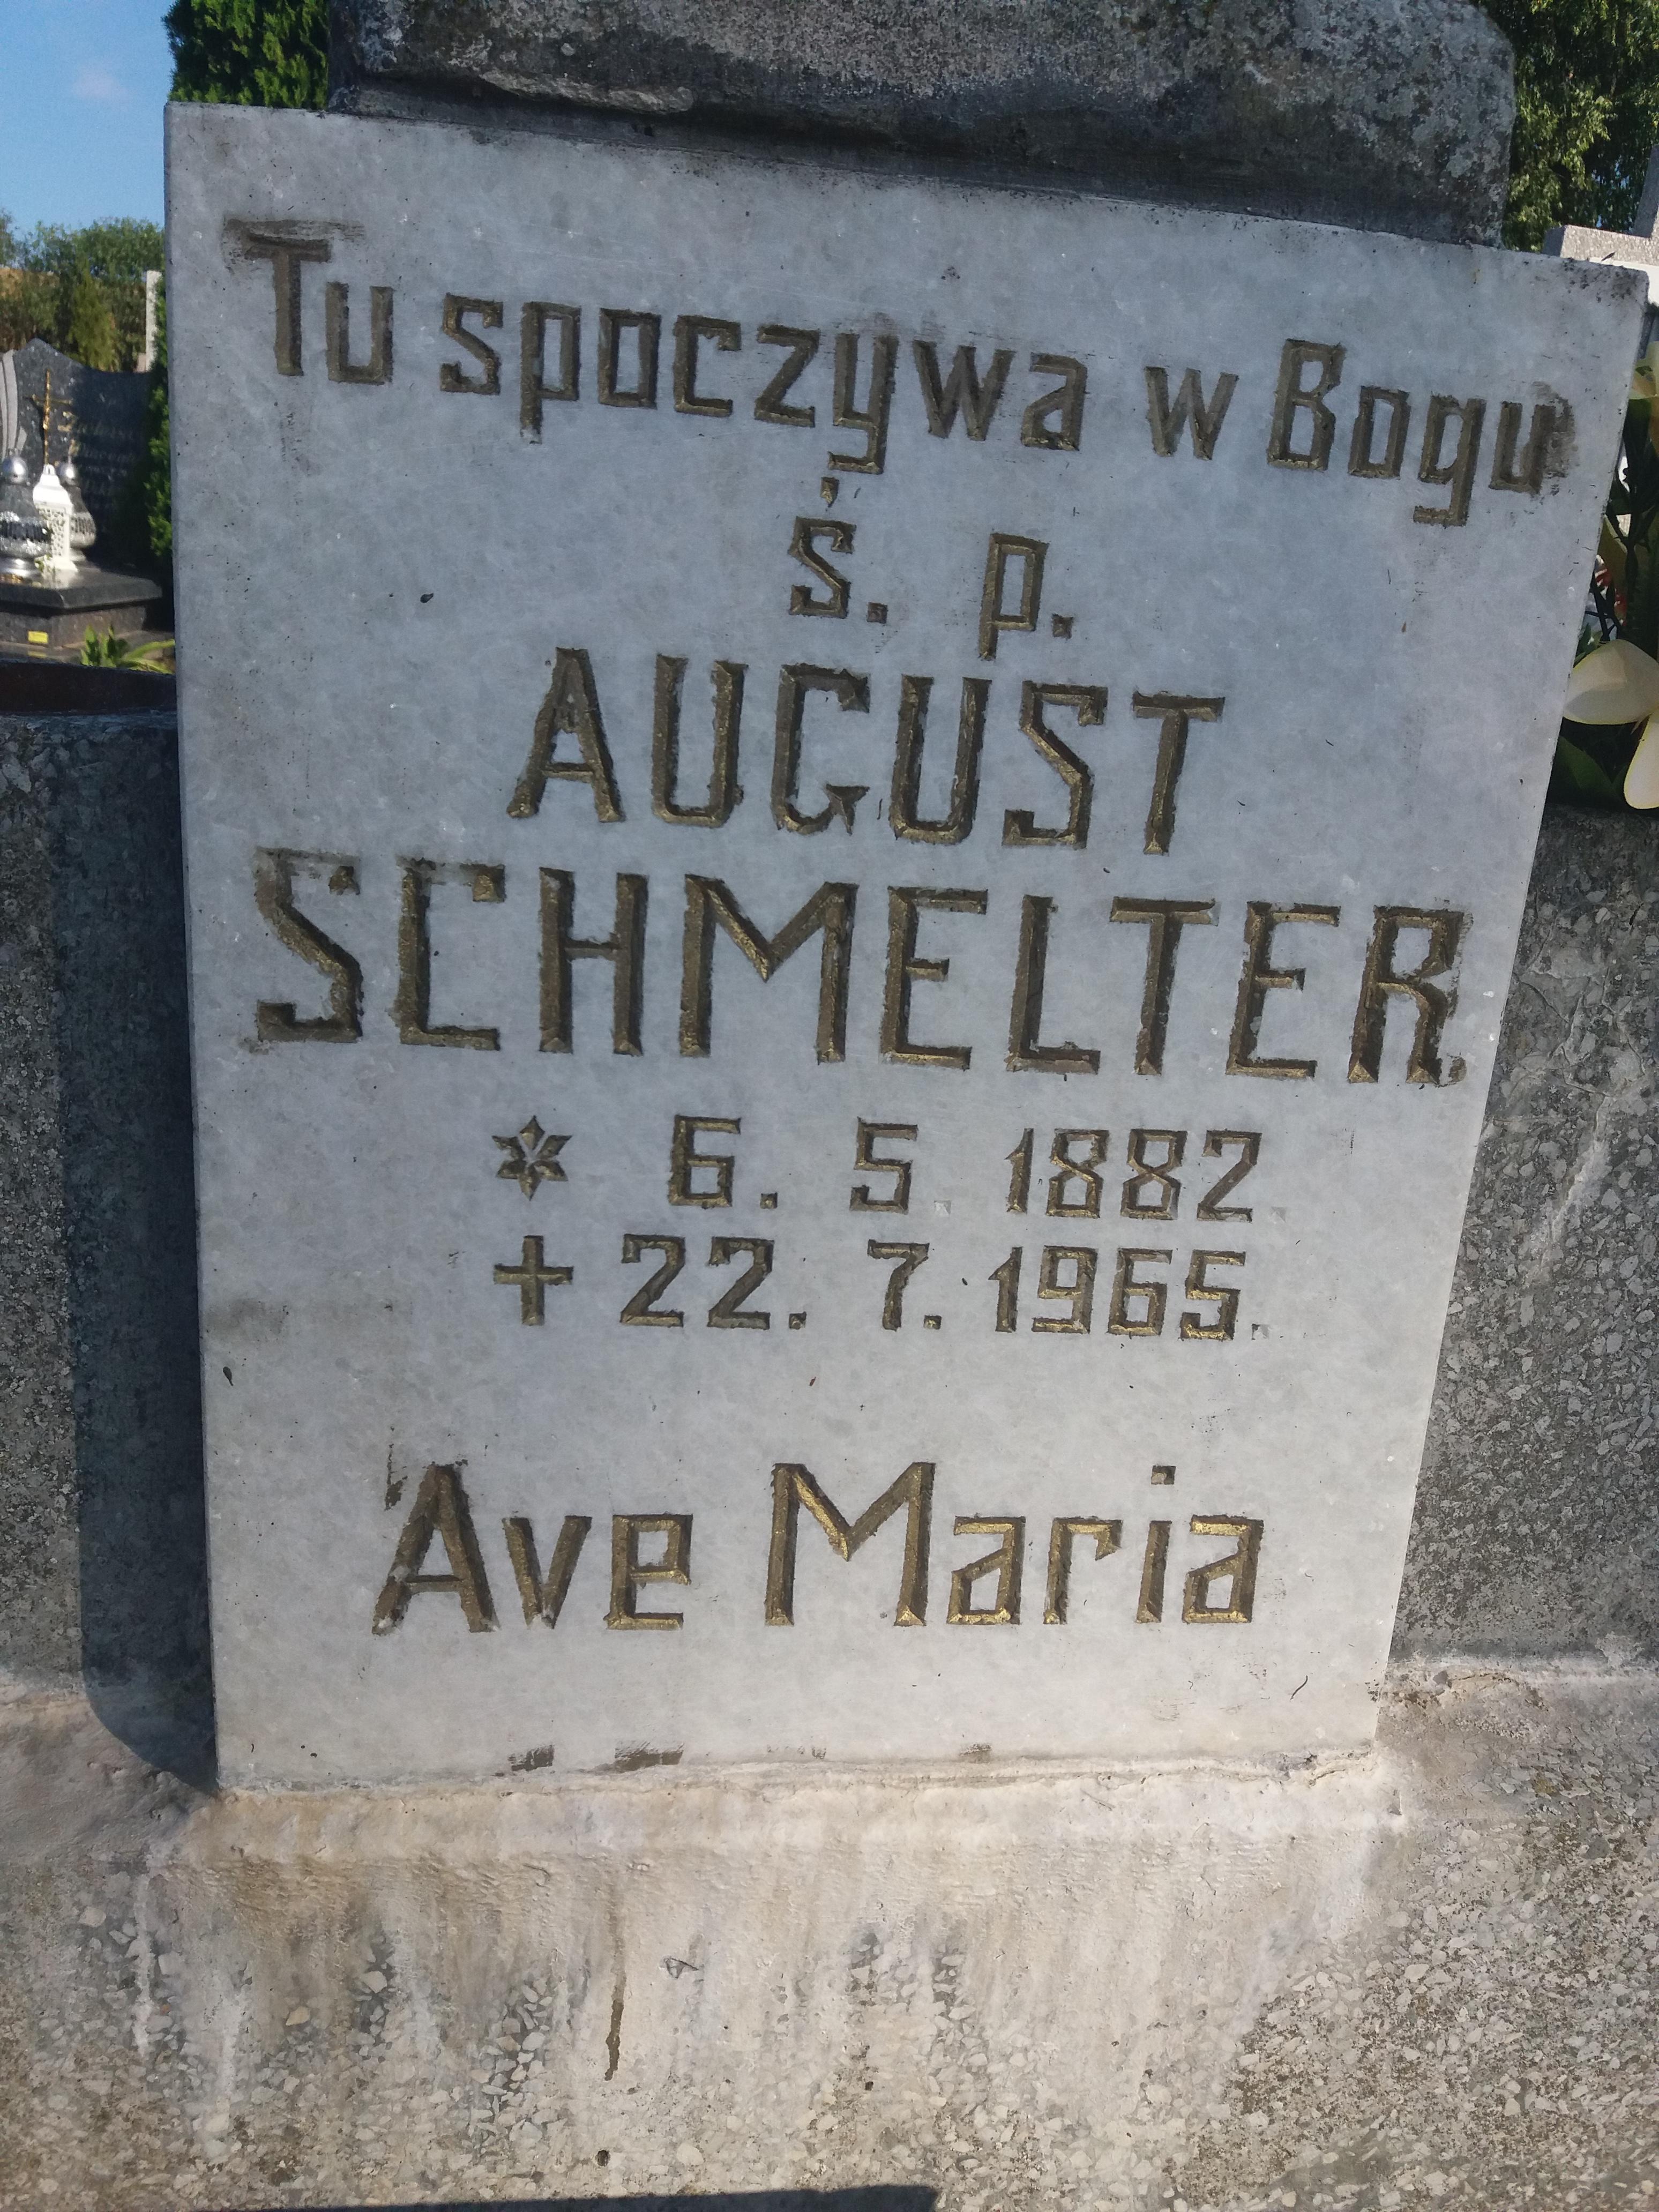 Tu spoczywa w Bogu
ś. p.
AUGUST
SCHMELTER
* 6. 5. 1882.
+ 22. 7. 1965.
Ave Maria